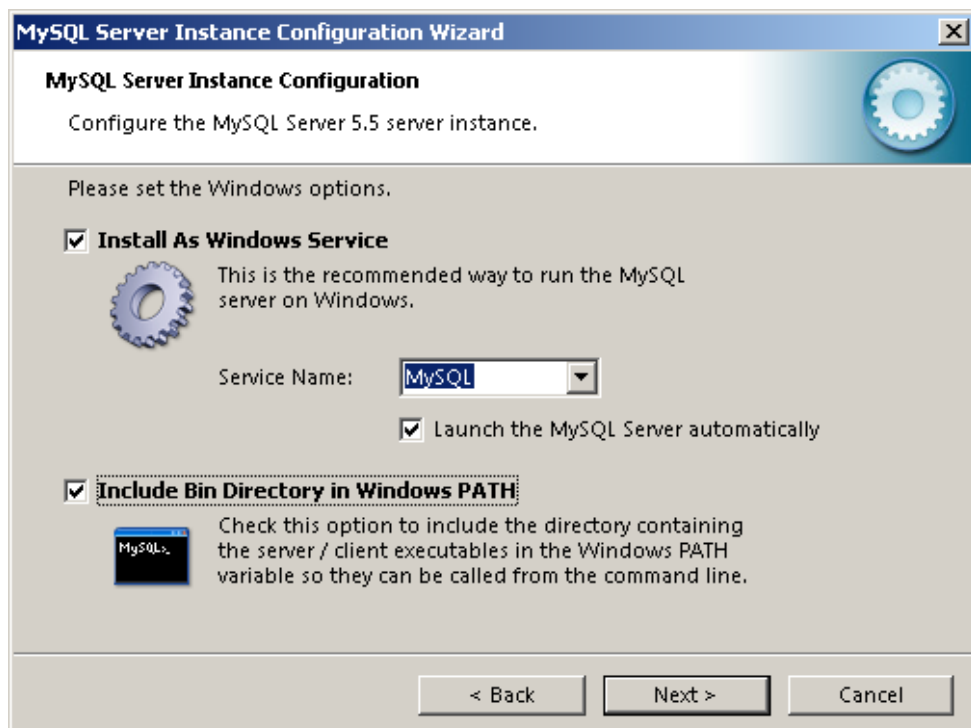 MySQL Server Instance Configuration Wizard
MySQL Server Instance Configuration
Configure the MySQL Server 5.5 server instance.
Please set the Windows options.
Install As Windows Service
This is the recommended way to run the MySQL
server on Windows.
Service Name: MySQL
Launch the MySQL Server automatically
Include Bin Directory in Windows PATH
MySQL>_
Check this option to include the directory containing
the server / client executables in the Windows PATH
variable so they can be called from the command line.
< Back Next > Cancel